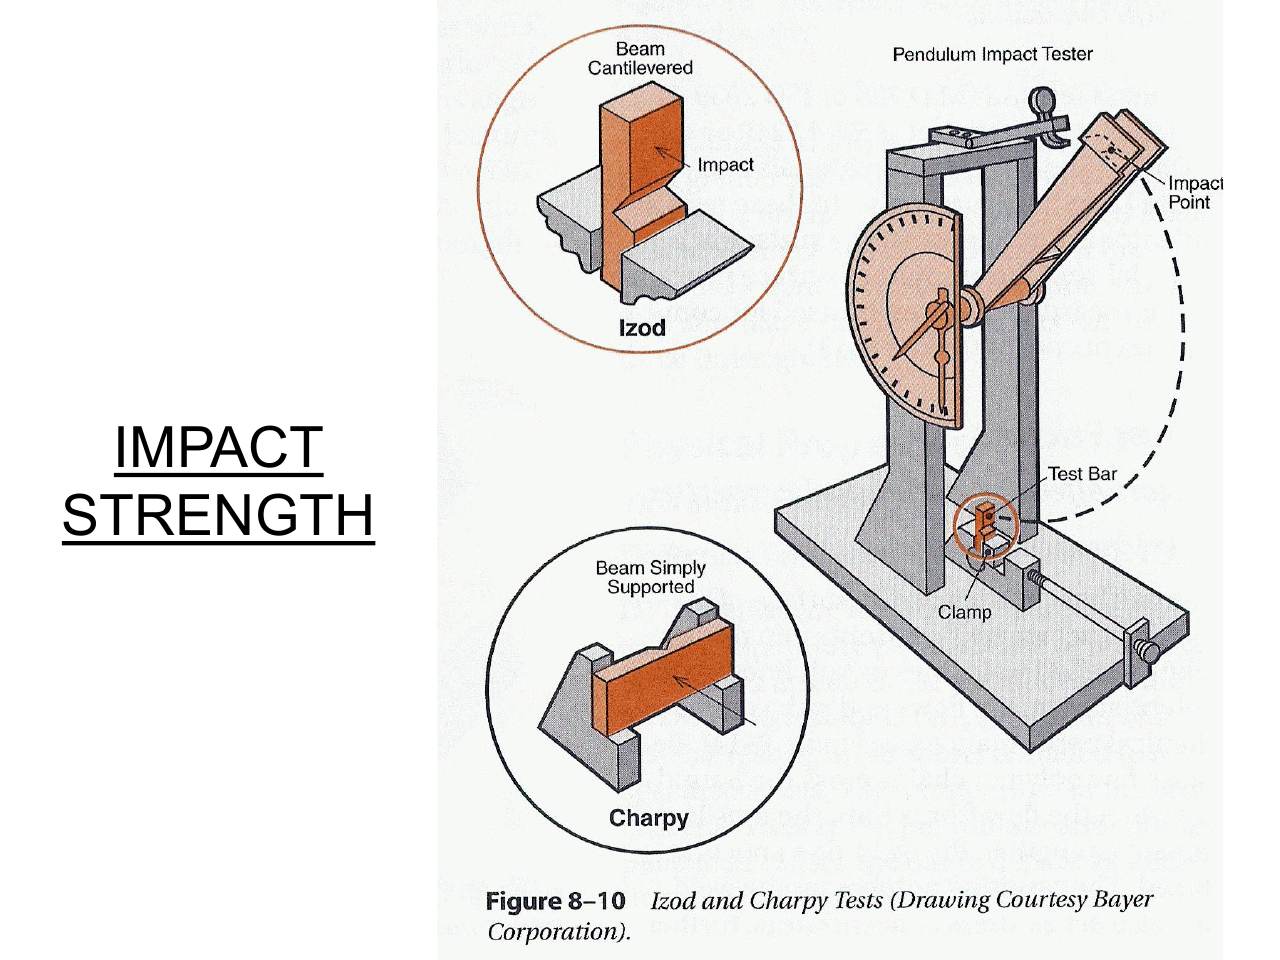 IMPACT
STRENGTH
Beam
Cantilevered
Impact
Izod
Pendulum Impact Tester
Impact
Point
Test Bar
Clamp
Beam Simply
Supported
Charpy
Figure 8–10 Izod and Charpy Tests (Drawing Courtesy Bayer
Corporation).